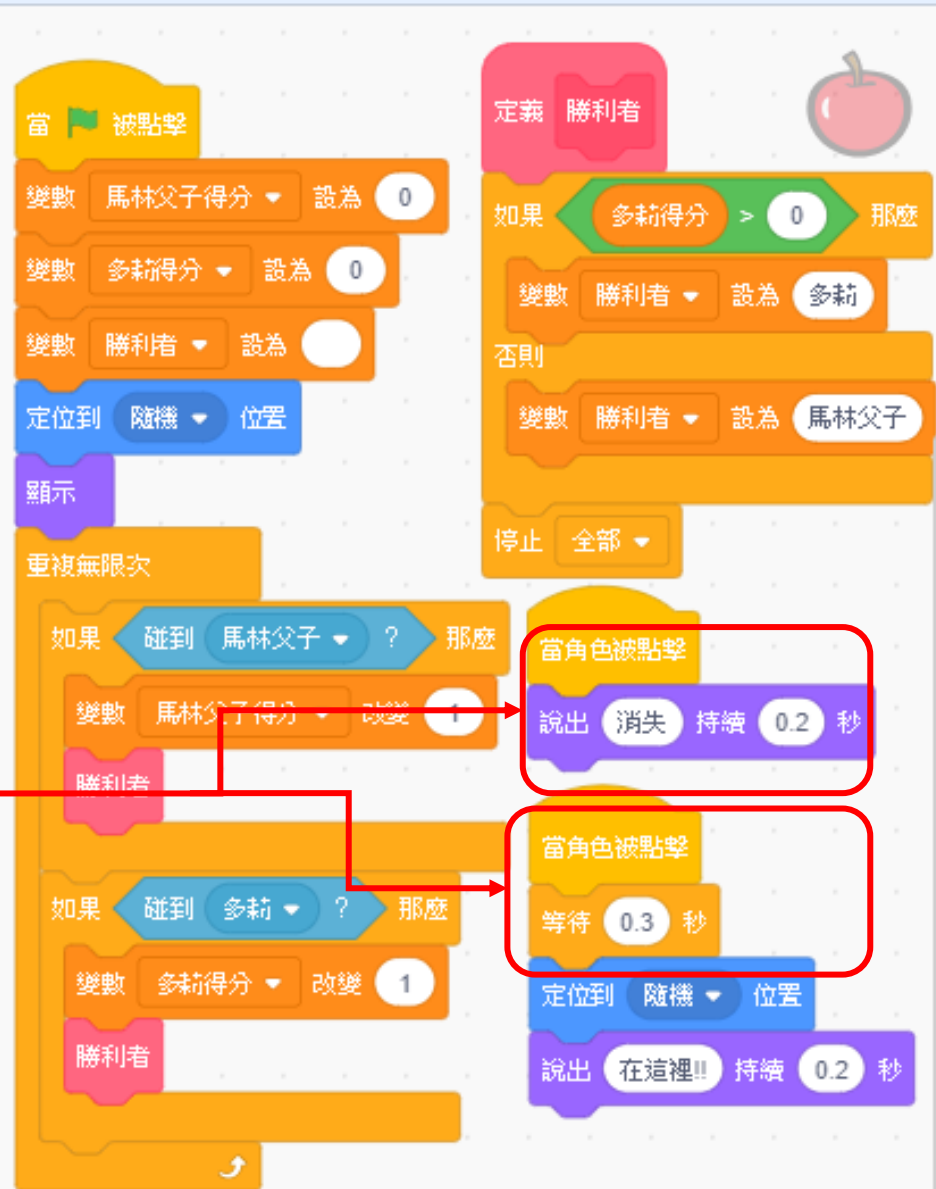 當 被點擊
變數 馬林父子得分 設為 0
變數 多莉得分 設為 0
變數 勝利者 設為
定位到 隨機 位置
顯示
重複無限次
如果 碰到 馬林父子 ? 那麼
變數 馬林父子得分 改變 1
勝利者
如果 碰到 多莉 ? 那麼
變數 多莉得分 改變 1
勝利者
定義 勝利者
如果 多莉得分 > 0 那麼
變數 勝利者 設為 多莉
否則
變數 勝利者 設為 馬林父子
停止 全部
當角色被點擊
說出 消失 持續 0.2 秒
當角色被點擊
等待 0.3 秒
定位到 隨機 位置
說出 在這裡!! 持續 0.2 秒